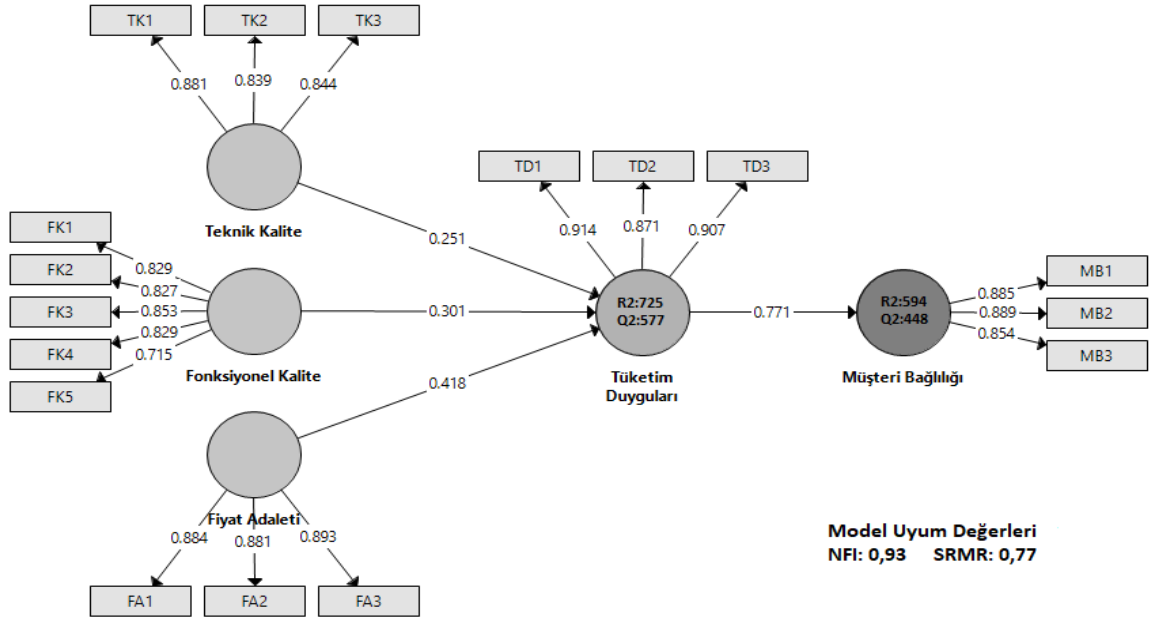 TK1
TK2
TK3
0.881
0.839
0.844
Teknik Kalite
FK1
FK2
FK3
FK4
FK5
0.829
0.827
0.853
0.829
0.715
Fonksiyonel Kalite
0.251
0.301
0.418
Fiyat Adaleti
0.884
0.881
0.893
FA1
FA2
FA3
TD1
TD2
TD3
0.914
0.871
0.907
R2:725
Q2:577
Tüketim
Duyguları
0.771
R2:594
Q2:448
Müşteri Bağlılığı
0.885
0.889
0.854
MB1
MB2
MB3
Model Uyum Değerleri
NFI: 0,93 SRMR: 0,77